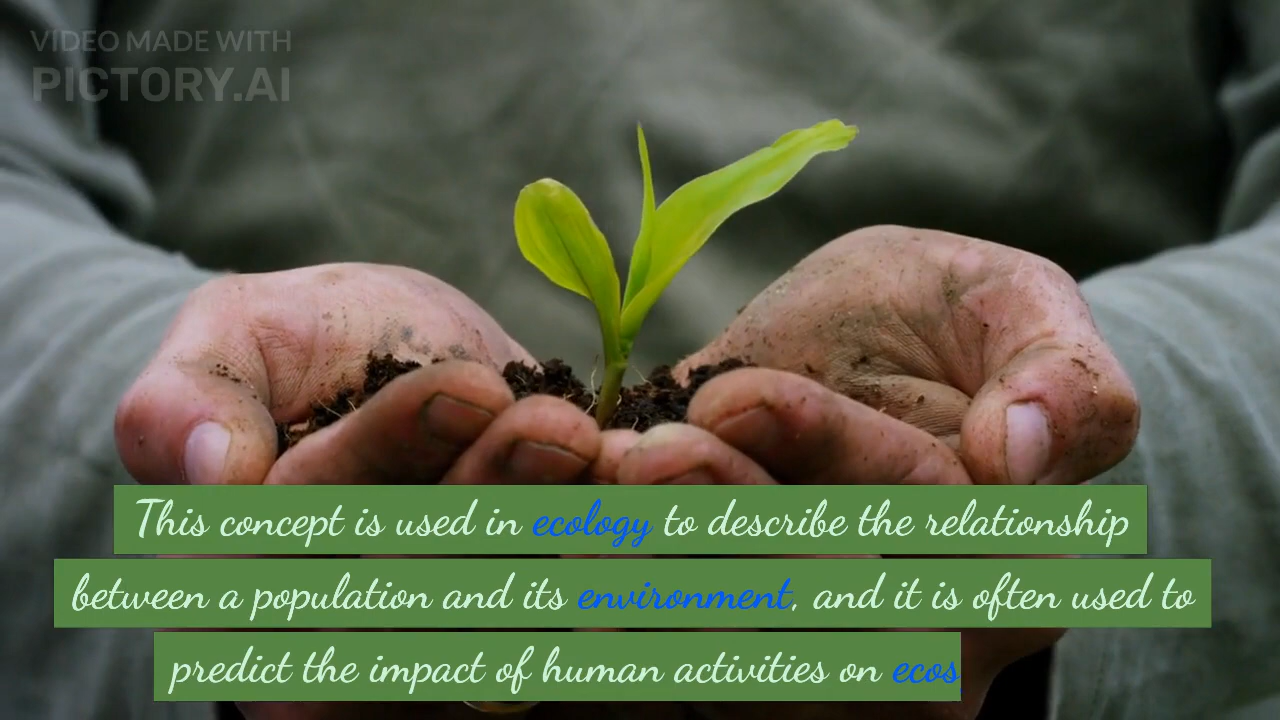 VIDEO MADE WITH
PICTORY.AI
This concept is used in ecology to describe the relationship
between a population and its environment, and it is often used to
predict the impact of human activities on ecos